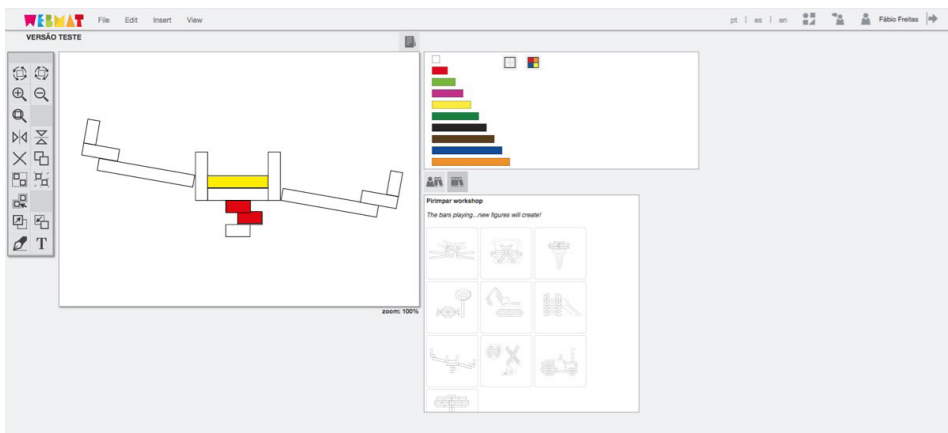 WEBMAT File Edit Insert View pt | es | en Fábio Freitas
VERSÃO TESTE
T
zoom: 100%
Pirimpar workshop
The bars playing...new figures will create!